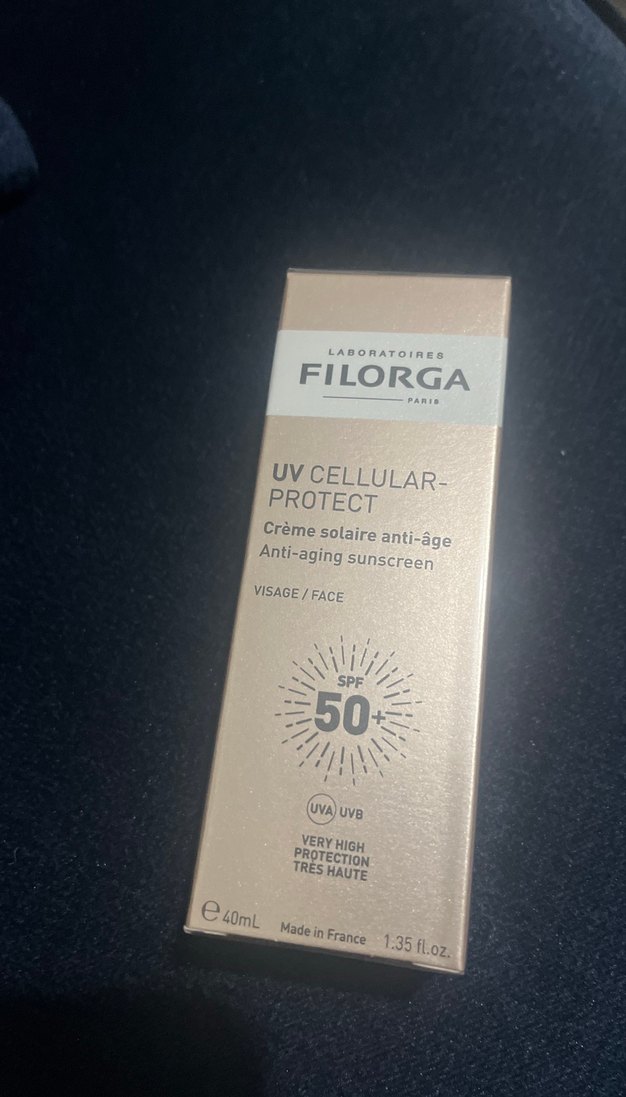 LABORATOIRES
FILORGA
PARIS
UV CELLULAR-
PROTECT
Crème solaire anti-âge
Anti-aging sunscreen
VISAGE / FACE
SPF
50+
UVA UVB
VERY HIGH
PROTECTION
TRÈS HAUTE
℮ 40mL Made in France 1.35 fl.oz.